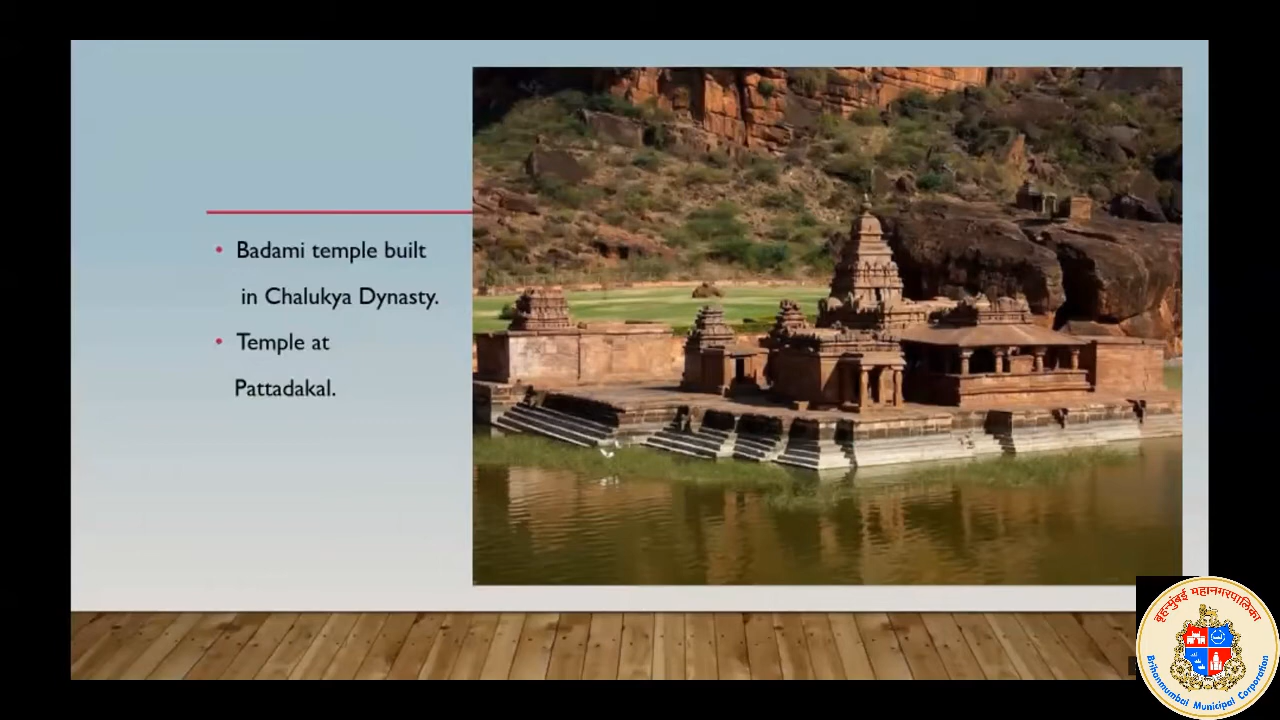 • Badami temple built
in Chalukya Dynasty.
• Temple at
Pattadakal.
बृहन्मुंबई महानगरपालिका
Brihanmumbai Municipal Corporation